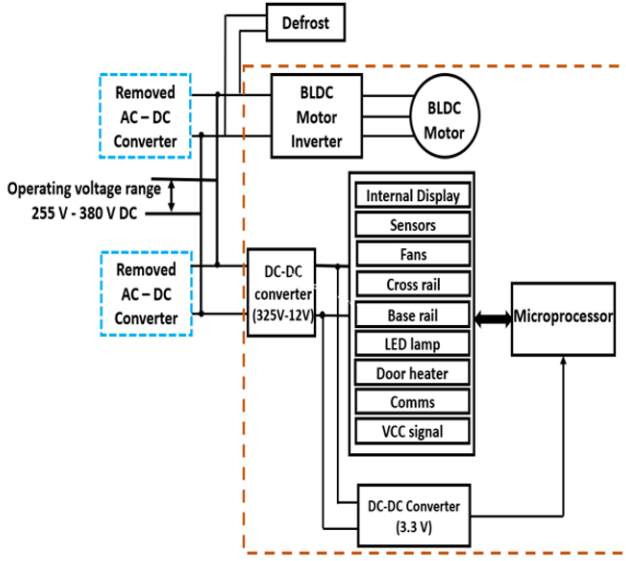 Defrost
Removed
AC – DC
Converter
BLDC
Motor
Inverter
BLDC
Motor
Operating voltage range
255 V - 380 V DC
Internal Display
Sensors
Fans
Cross rail
Base rail
LED lamp
Door heater
Comms
VCC signal
Removed
AC – DC
Converter
DC-DC
converter
(325V-12V)
Microprocessor
DC-DC Converter
(3.3 V)